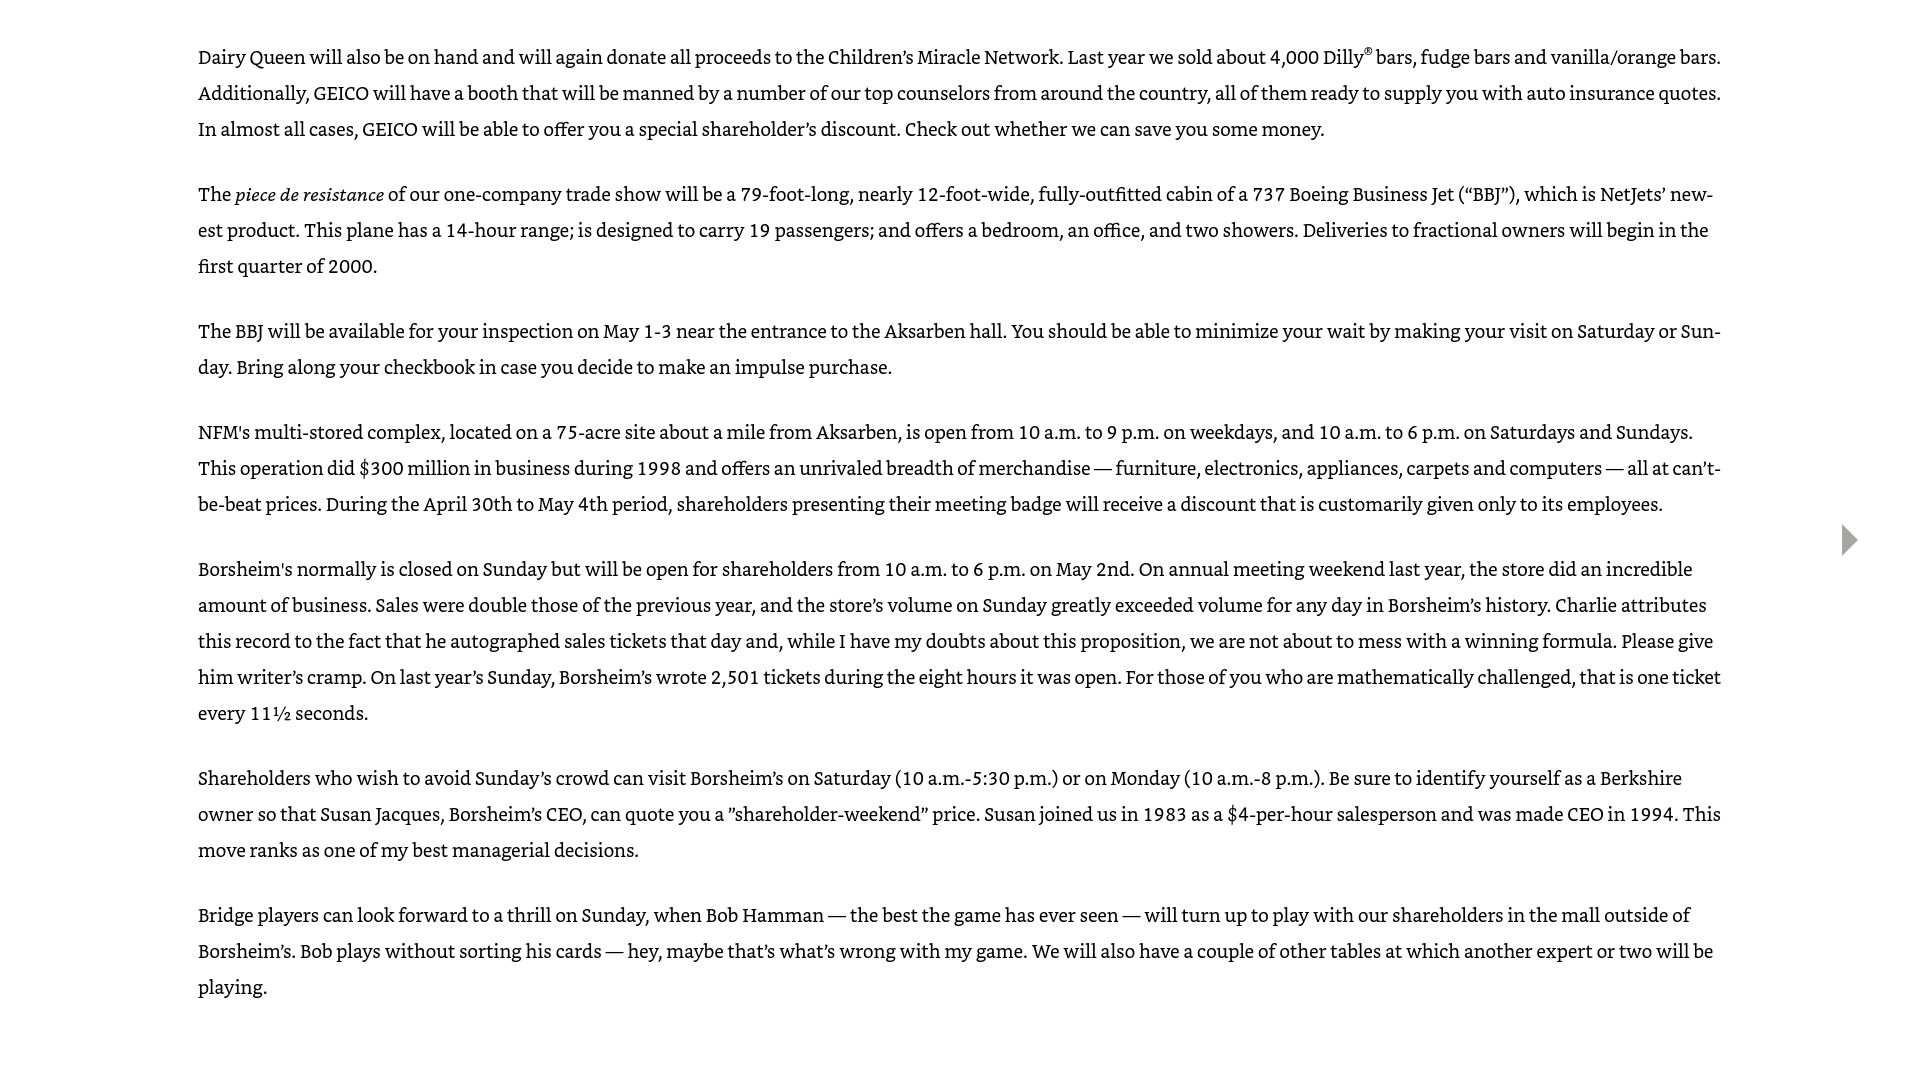 Dairy Queen will also be on hand and will again donate all proceeds to the Children’s Miracle Network. Last year we sold about 4,000 Dilly® bars, fudge bars and vanilla/orange bars.
Additionally, GEICO will have a booth that will be manned by a number of our top counselors from around the country, all of them ready to supply you with auto insurance quotes.
In almost all cases, GEICO will be able to offer you a special shareholder’s discount. Check out whether we can save you some money.
The piece de resistance of our one-company trade show will be a 79-foot-long, nearly 12-foot-wide, fully-outfitted cabin of a 737 Boeing Business Jet (“BBJ”), which is NetJets’ new-
est product. This plane has a 14-hour range; is designed to carry 19 passengers; and offers a bedroom, an office, and two showers. Deliveries to fractional owners will begin in the
first quarter of 2000.
The BBJ will be available for your inspection on May 1-3 near the entrance to the Aksarben hall. You should be able to minimize your wait by making your visit on Saturday or Sun-
day. Bring along your checkbook in case you decide to make an impulse purchase.
NFM's multi-stored complex, located on a 75-acre site about a mile from Aksarben, is open from 10 a.m. to 9 p.m. on weekdays, and 10 a.m. to 6 p.m. on Saturdays and Sundays.
This operation did $300 million in business during 1998 and offers an unrivaled breadth of merchandise — furniture, electronics, appliances, carpets and computers — all at can’t-
be-beat prices. During the April 30th to May 4th period, shareholders presenting their meeting badge will receive a discount that is customarily given only to its employees.
Borsheim's normally is closed on Sunday but will be open for shareholders from 10 a.m. to 6 p.m. on May 2nd. On annual meeting weekend last year, the store did an incredible
amount of business. Sales were double those of the previous year, and the store’s volume on Sunday greatly exceeded volume for any day in Borsheim’s history. Charlie attributes
this record to the fact that he autographed sales tickets that day and, while I have my doubts about this proposition, we are not about to mess with a winning formula. Please give
him writer’s cramp. On last year’s Sunday, Borsheim’s wrote 2,501 tickets during the eight hours it was open. For those of you who are mathematically challenged, that is one ticket
every 11½ seconds.
Shareholders who wish to avoid Sunday’s crowd can visit Borsheim’s on Saturday (10 a.m.-5:30 p.m.) or on Monday (10 a.m.-8 p.m.). Be sure to identify yourself as a Berkshire
owner so that Susan Jacques, Borsheim’s CEO, can quote you a ”shareholder-weekend” price. Susan joined us in 1983 as a $4-per-hour salesperson and was made CEO in 1994. This
move ranks as one of my best managerial decisions.
Bridge players can look forward to a thrill on Sunday, when Bob Hamman — the best the game has ever seen — will turn up to play with our shareholders in the mall outside of
Borsheim’s. Bob plays without sorting his cards — hey, maybe that’s what’s wrong with my game. We will also have a couple of other tables at which another expert or two will be
playing.